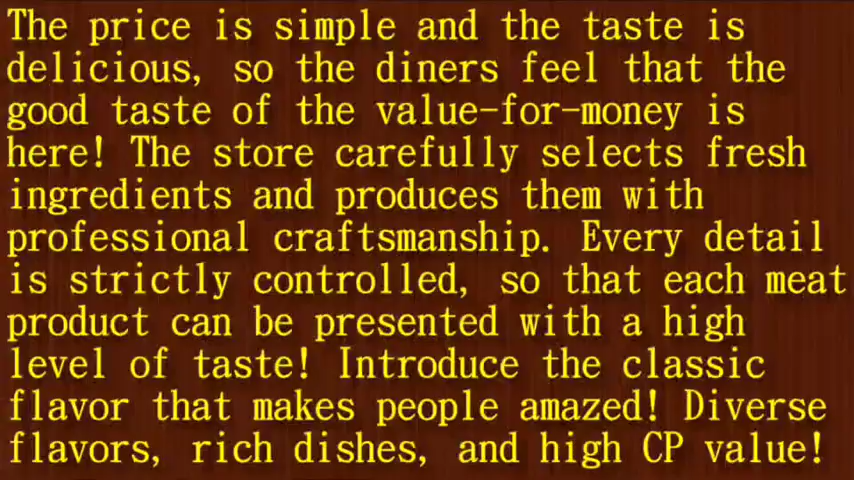 The price is simple and the taste is
delicious, so the diners feel that the
good taste of the value-for-money is
here! The store carefully selects fresh
ingredients and produces them with
professional craftsmanship. Every detail
is strictly controlled, so that each meat
product can be presented with a high
level of taste! Introduce the classic
flavor that makes people amazed! Diverse
flavors, rich dishes, and high CP value!